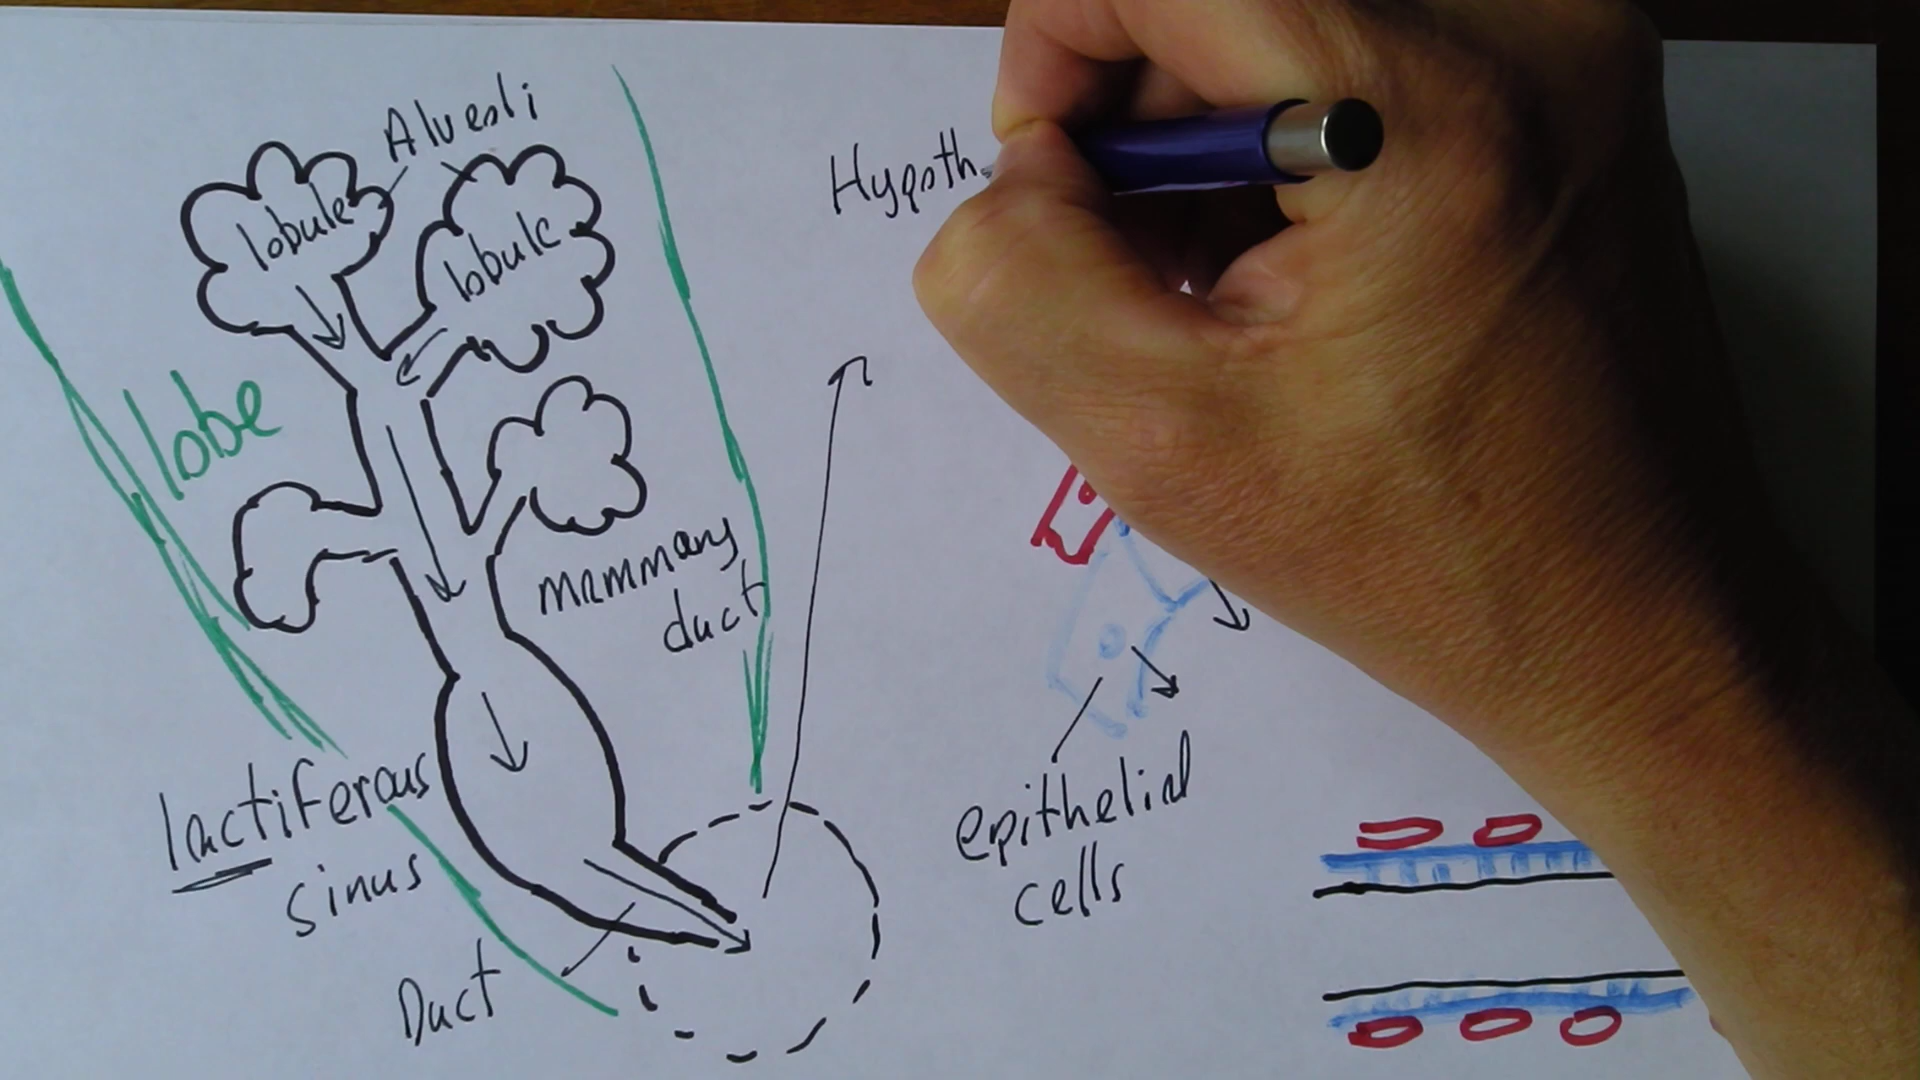 Alveoli
lobule
lobule
Hypoth
lobe
mammary
duct
lactiferous
sinus
Duct
epithelial
cells